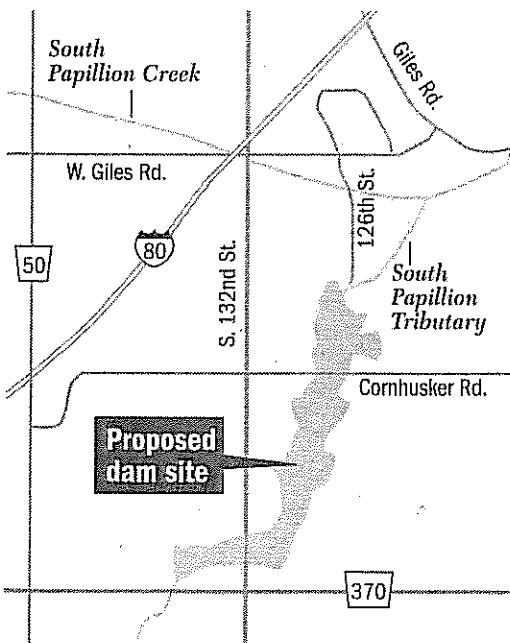 South
Papillion Creek
Giles Rd.
W. Giles Rd.
126th St.
80
50
S. 132nd St.
South
Papillion
Tributary
Cornhusker Rd.
Proposed
dam site
370